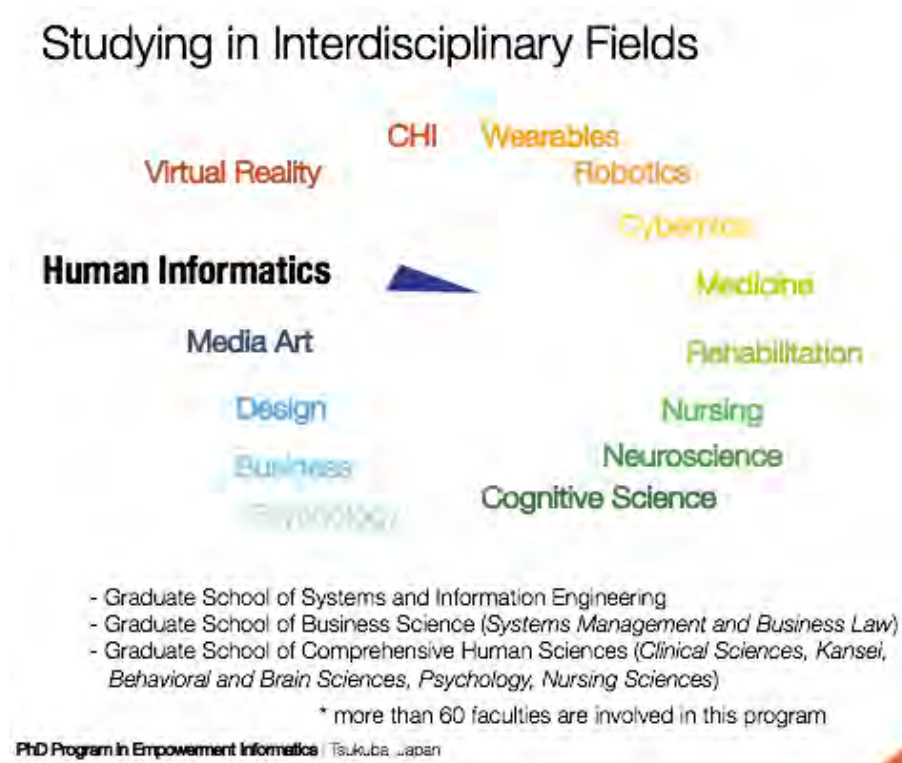 Studying in Interdisciplinary Fields
CHI Wearables
Virtual Reality Robotics
Cybernics
Human Informatics
Medicine
Media Art
Rehabilitation
Design Nursing
Business Neuroscience
Psychology Cognitive Science
- Graduate School of Systems and Information Engineering
- Graduate School of Business Science (Systems Management and Business Law)
- Graduate School of Comprehensive Human Sciences (Clinical Sciences, Kansei,
Behavioral and Brain Sciences, Psychology, Nursing Sciences)
* more than 60 faculties are involved in this program
PhD Program in Empowerment Informatics | Tsukuba Japan